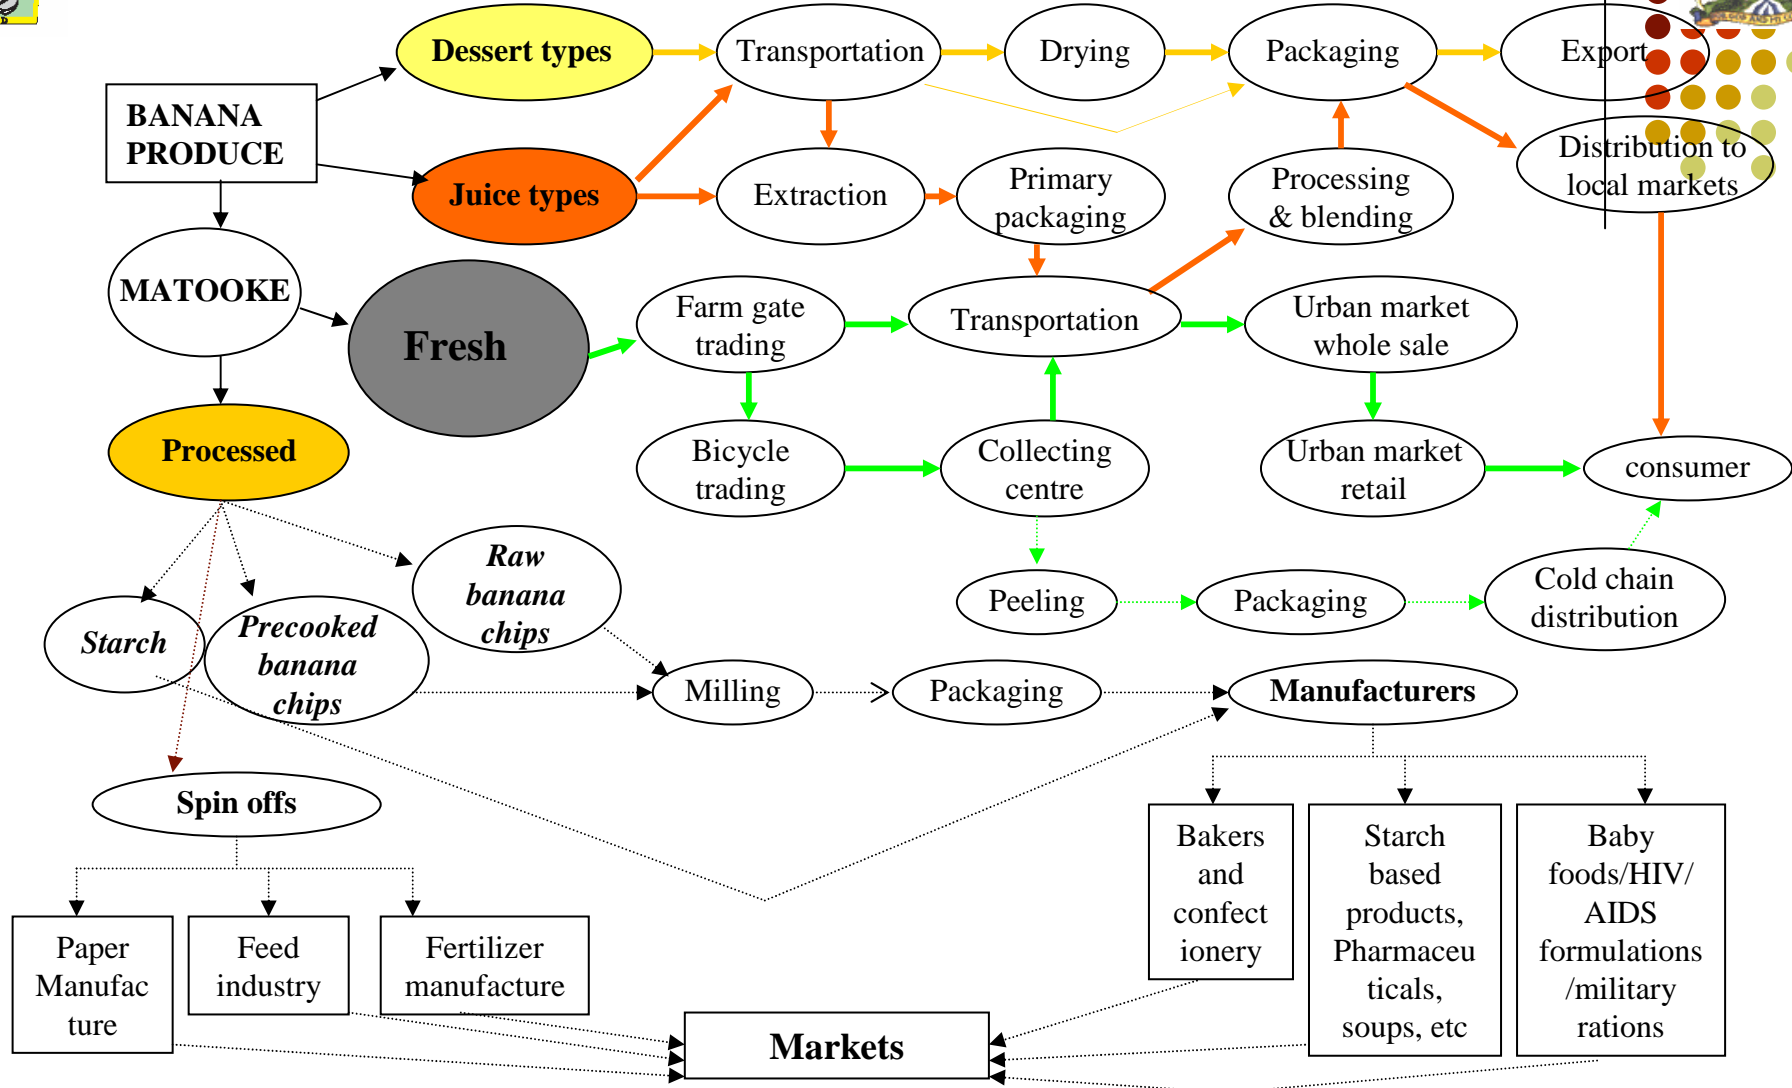 Dessert types
Transportation
Drying
Packaging
Export
BANANA
PRODUCE
Juice types
Extraction
Primary
packaging
Processing
& blending
Distribution to
local markets
MATOOKE
Fresh
Farm gate
trading
Transportation
Urban market
whole sale
Processed
Bicycle
trading
Collecting
centre
Urban market
retail
consumer
Raw
banana
chips
Peeling
Packaging
Cold chain
distribution
Starch
Precooked
banana
chips
Milling
Packaging
Manufacturers
Spin offs
Bakers
and
confect
ionery
Starch
based
products,
Pharmaceu
ticals,
soups, etc
Baby
foods/HIV/
AIDS
formulations
/military
rations
Paper
Manufac
ture
Feed
industry
Fertilizer
manufacture
Markets